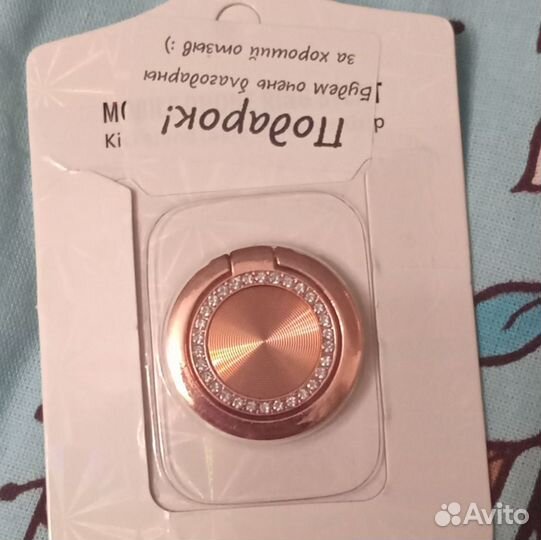 Подарок!
Будем очень благодарны
за хороший отзыв :)
Avito